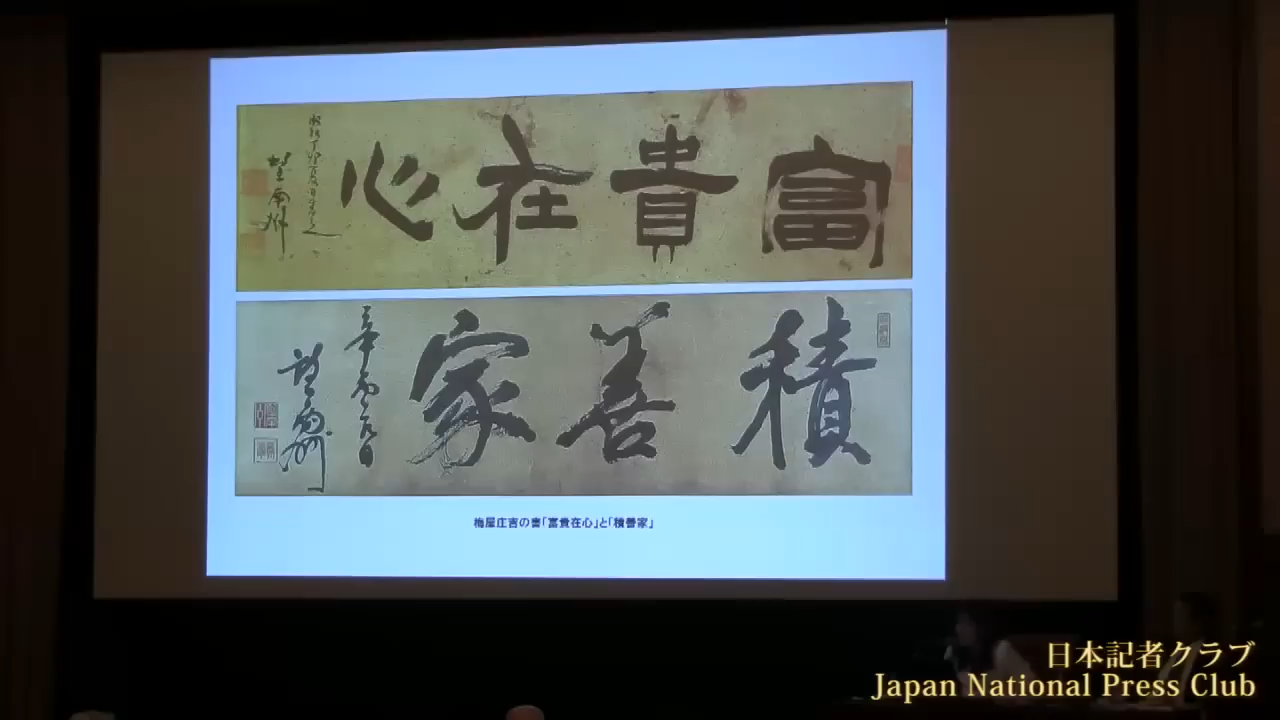 富貴在心
積善家
梅屋庄吉の書「富貴在心」と「積善家」
日本記者クラブ
Japan National Press Club